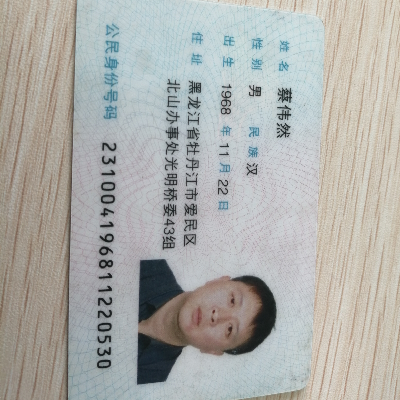 姓名 蔡伟然
性别 男 民族 汉
出生 1968 年 11 月 22 日
住址 黑龙江省牡丹江市爱民区
北山办事处光明桥委43组
公民身份号码 231004196811220530